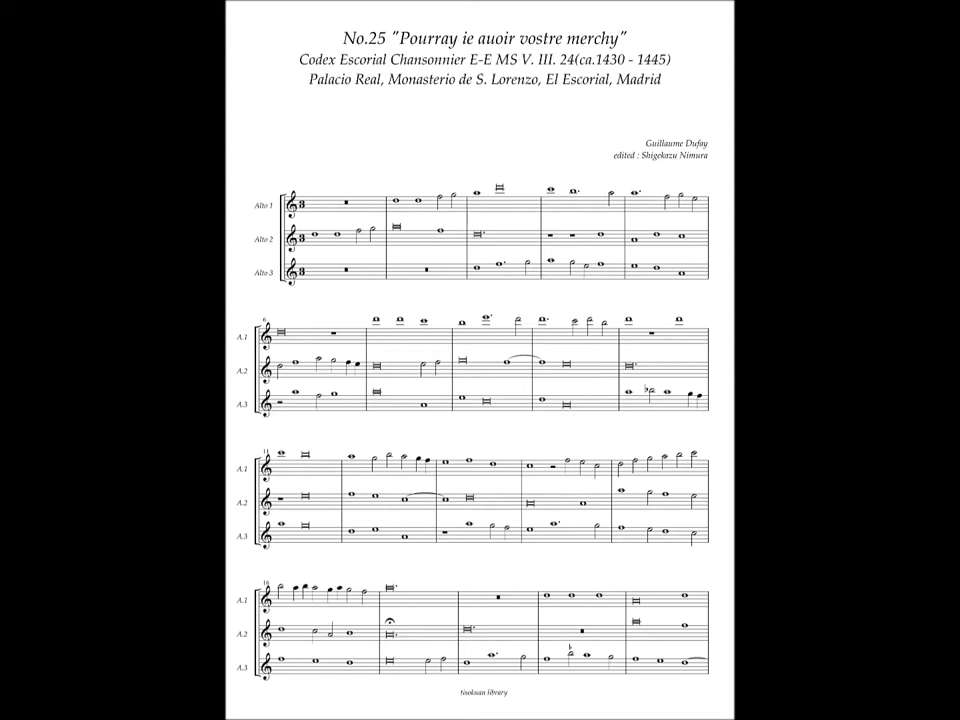 No.25 "Pourray ie auoir vostre merchy"
Codex Escorial Chansonnier E-E MS V. III. 24(ca.1430 - 1445)
Palacio Real, Monasterio de S. Lorenzo, El Escorial, Madrid
Guillaume Dufay
edited : Shigekazu Nimura
Alto 1
Alto 2
Alto 3
6
A.1
A.2
A.3
11
A.1
A.2
A.3
16
A.1
A.2
A.3
tisokuan library